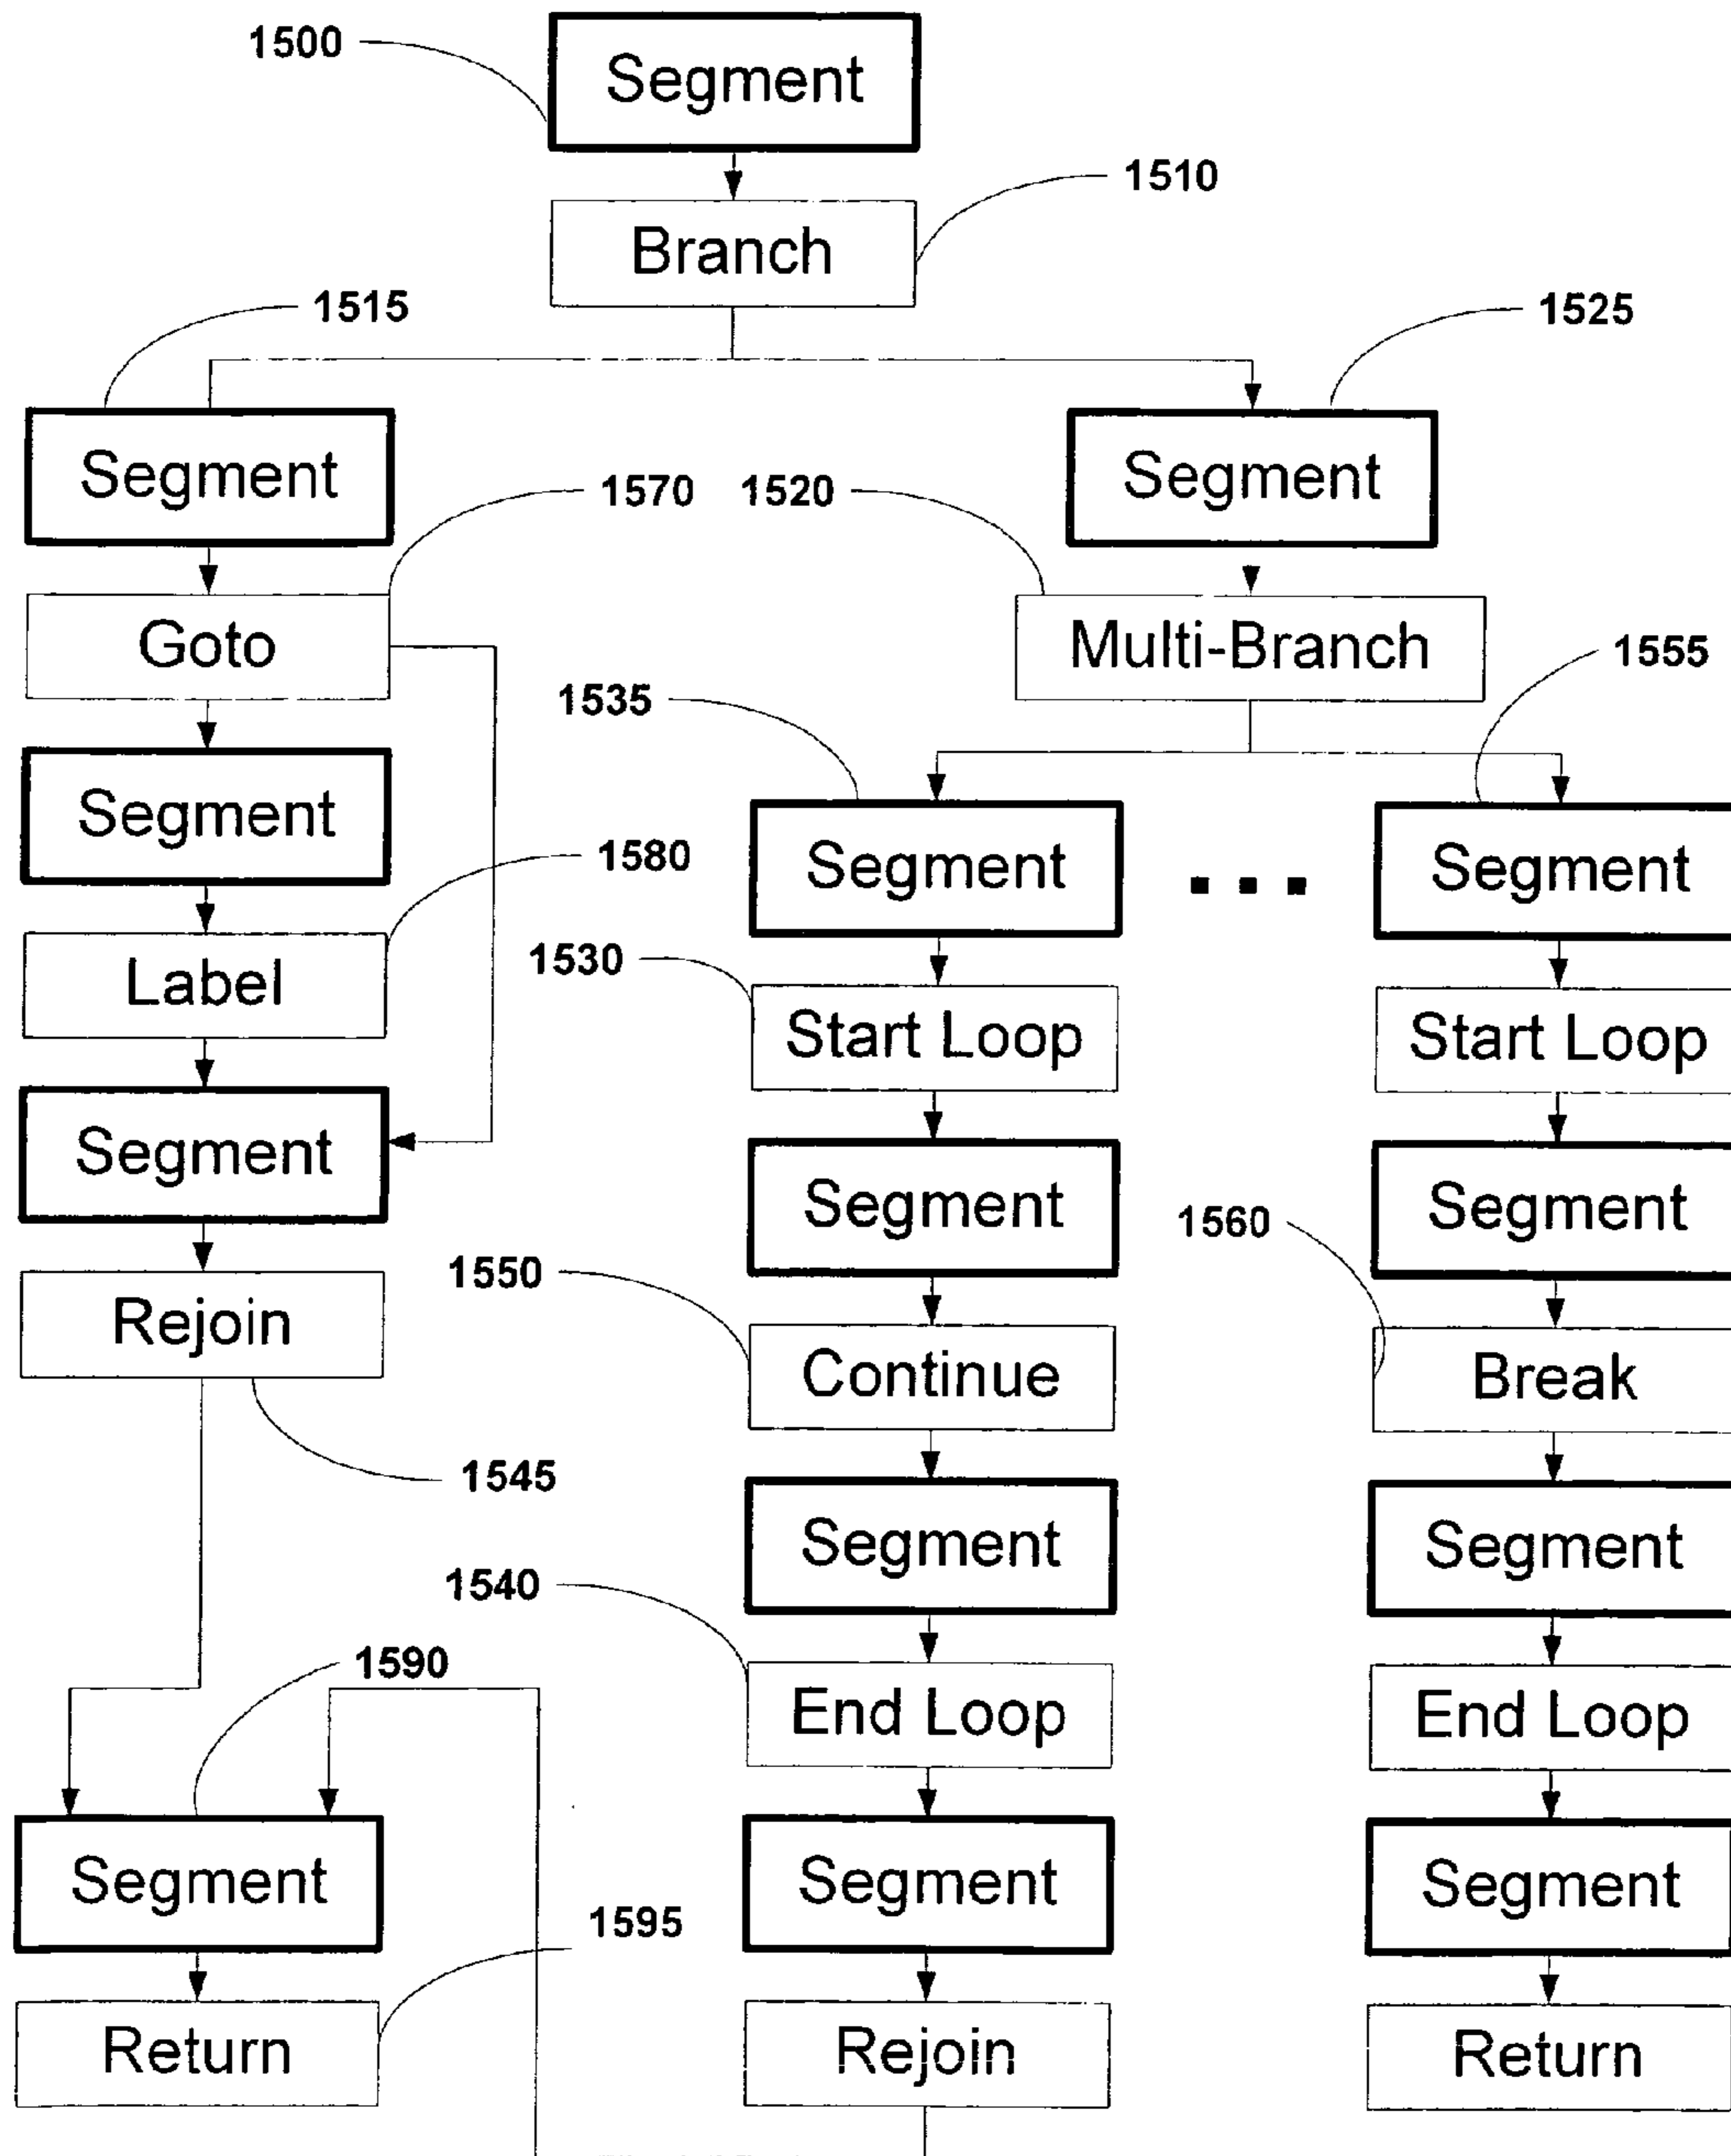 1500
Segment
1510
Branch
1515
1525
Segment
Segment
1570
1520
Goto
Multi-Branch
1555
1535
Segment
Segment
Segment
1580
1530
Label
Start Loop
Start Loop
Segment
Segment
Segment
1560
1550
Rejoin
Continue
Break
1545
Segment
Segment
1540
1590
End Loop
End Loop
Segment
Segment
Segment
1595
Return
Rejoin
Return